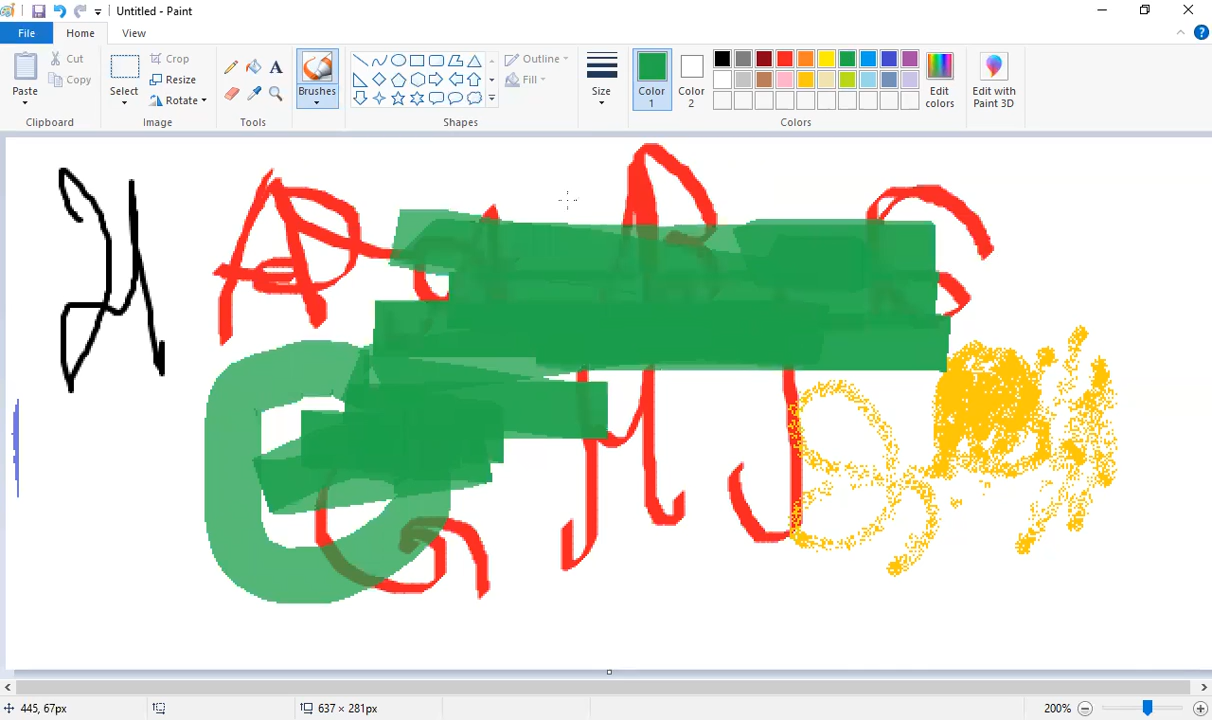 Untitled - Paint
File Home View
Paste Cut Copy Select Crop Resize Rotate A Brushes Outline Fill Size Color 1 Color 2 Edit colors Edit with Paint 3D
Clipboard Image Tools Shapes Colors
445, 67px 637 × 281px 200%